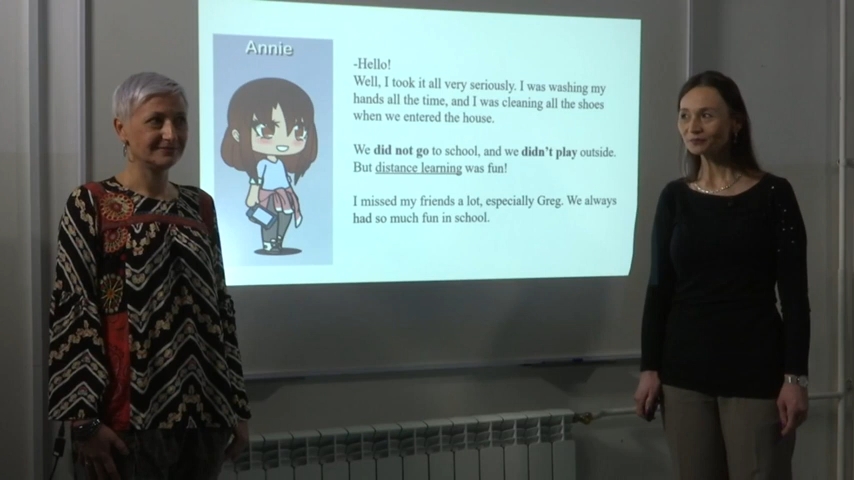 Annie
-Hello!
Well, I took it all very seriously. I was washing my
hands all the time, and I was cleaning all the shoes
when we entered the house.
We did not go to school, and we didn't play outside.
But distance learning was fun!
I missed my friends a lot, especially Greg. We always
had so much fun in school.